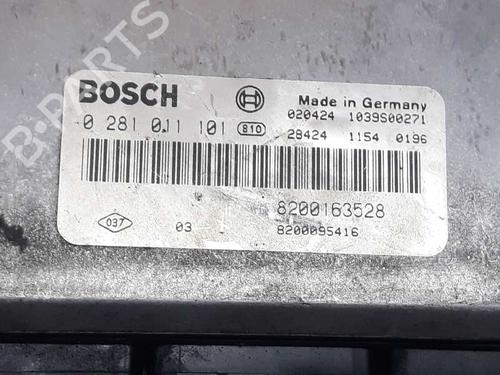 BOSCH
Made in Germany
020424 1039S00271
0 281 011 101 810
28424 1154 0196
8200163528
037 03 8200095416
B-PARTS